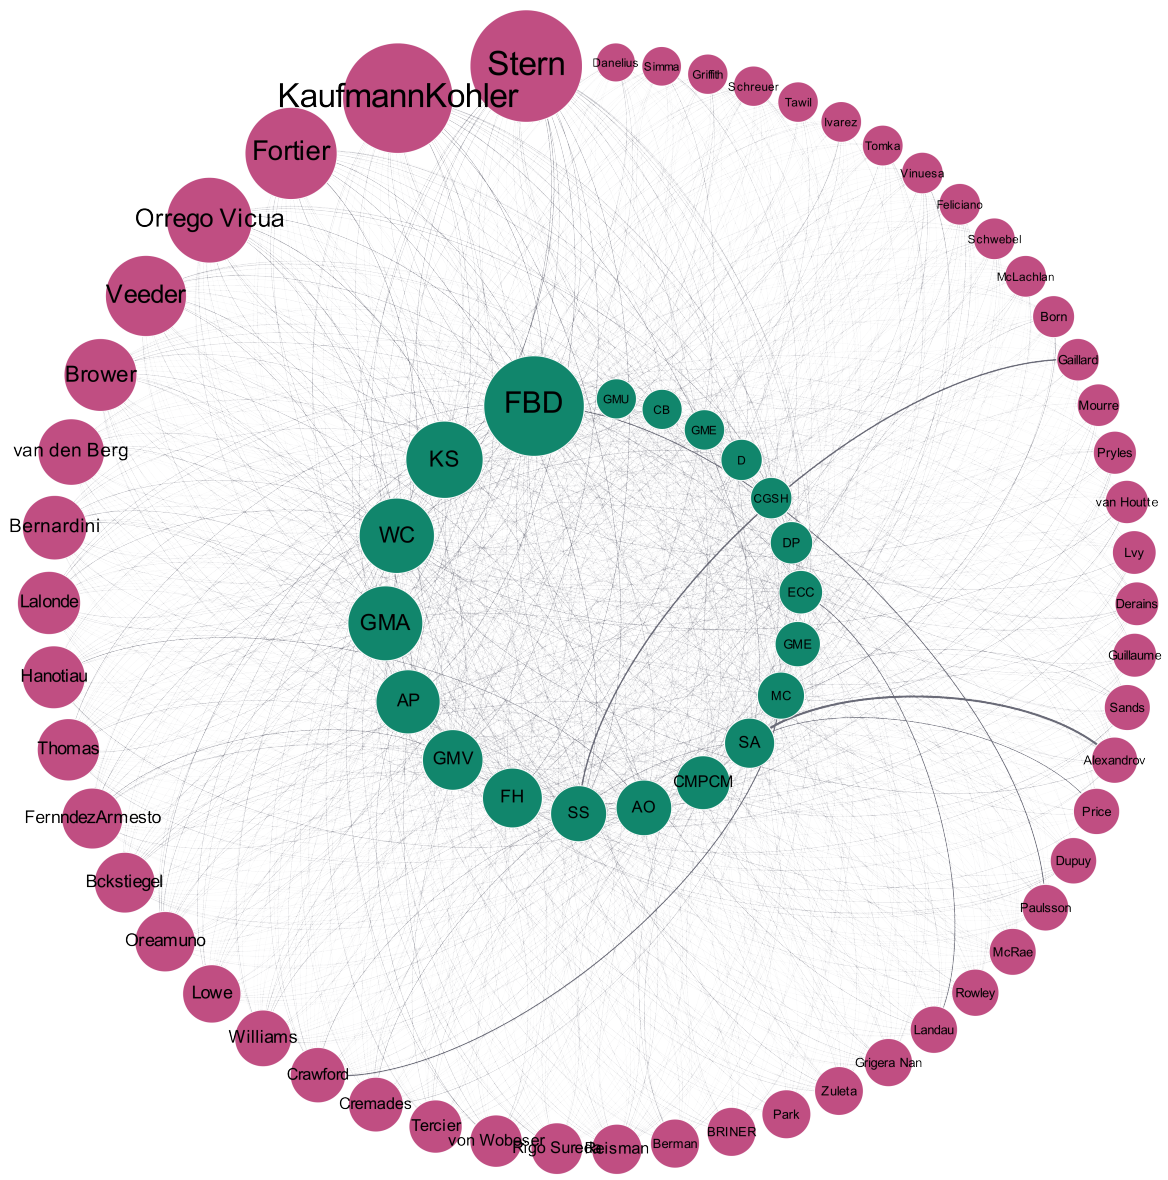 Stern
Danelius
Simma
Griffith
Schreuer
Tawil
Ivarez
Tomka
Vinuesa
Feliciano
Schwebel
McLachlan
Born
Gaillard
Mourre
Pryles
van Houtte
Lvy
Derains
Guillaume
Sands
Alexandrov
Price
Dupuy
Paulsson
McRae
Rowley
Landau
Grigera Nan
Zuleta
Park
BRINER
Berman
Reisman
Rigo Sureda
von Wobeser
Tercier
Cremades
Crawford
Williams
Lowe
Oreamuno
Bckstiegel
FernndezArmesto
Thomas
Hanotiau
Lalonde
Bernardini
van den Berg
Brower
Veeder
Orrego Vicua
Fortier
KaufmannKohler
FBD
GMU
CB
GME
D
CGSH
DP
ECC
GME
MC
SA
CMPCM
AO
SS
FH
GMV
AP
GMA
WC
KS